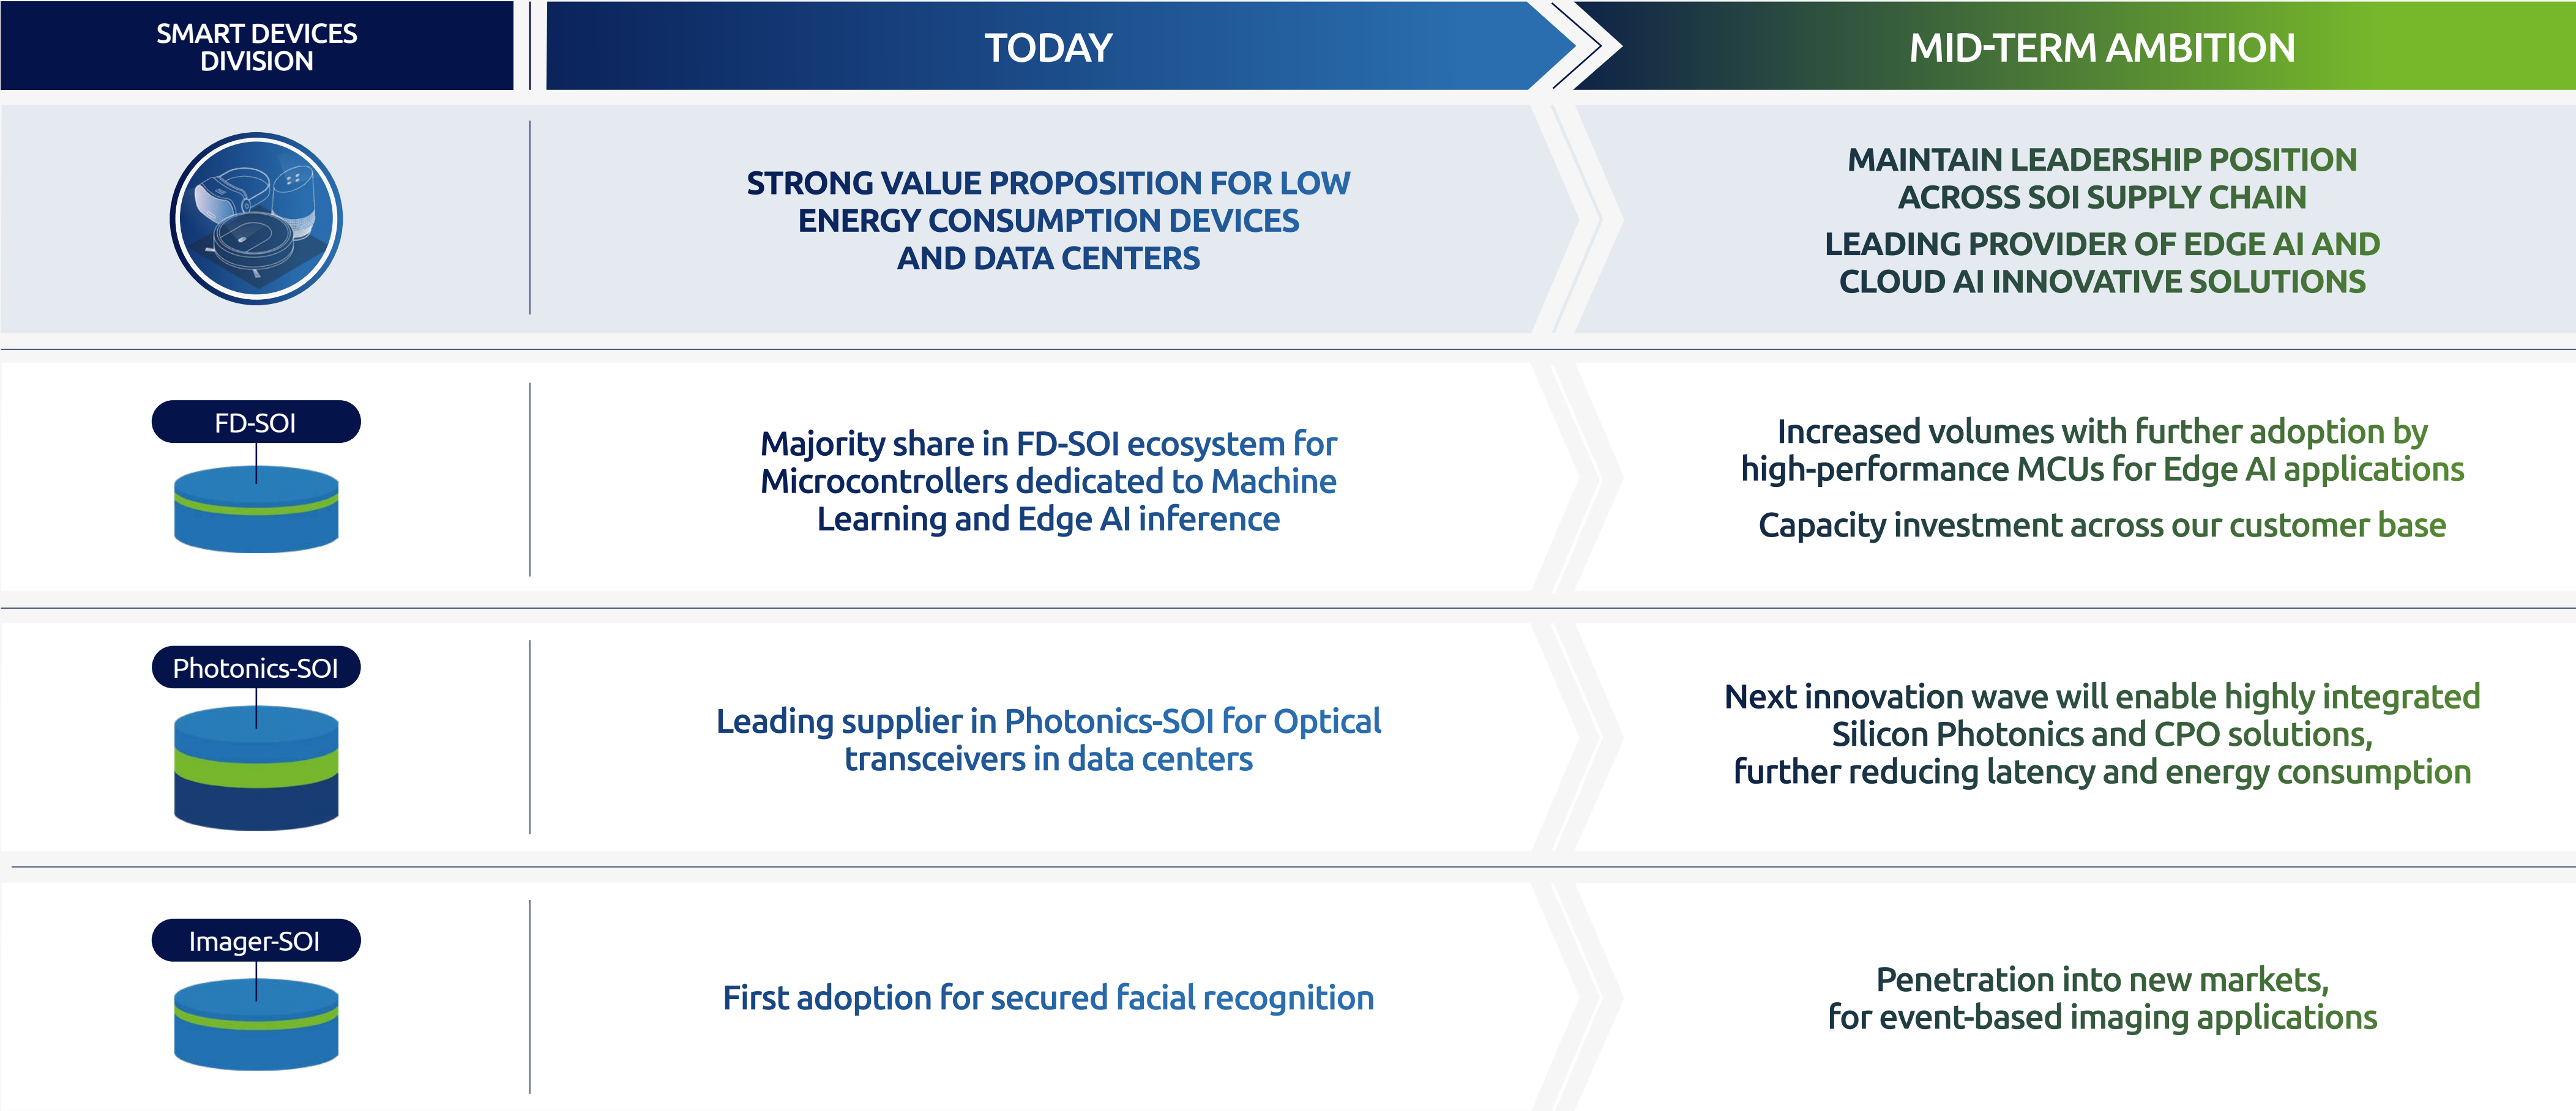 SMART DEVICES
DIVISION
TODAY
MID-TERM AMBITION
STRONG VALUE PROPOSITION FOR LOW
ENERGY CONSUMPTION DEVICES
AND DATA CENTERS
MAINTAIN LEADERSHIP POSITION
ACROSS SOI SUPPLY CHAIN
LEADING PROVIDER OF EDGE AI AND
CLOUD AI INNOVATIVE SOLUTIONS
FD-SOI
Majority share in FD-SOI ecosystem for
Microcontrollers dedicated to Machine
Learning and Edge AI inference
Increased volumes with further adoption by
high-performance MCUs for Edge AI applications
Capacity investment across our customer base
Photonics-SOI
Leading supplier in Photonics-SOI for Optical
transceivers in data centers
Next innovation wave will enable highly integrated
Silicon Photonics and CPO solutions,
further reducing latency and energy consumption
Imager-SOI
First adoption for secured facial recognition
Penetration into new markets,
for event-based imaging applications